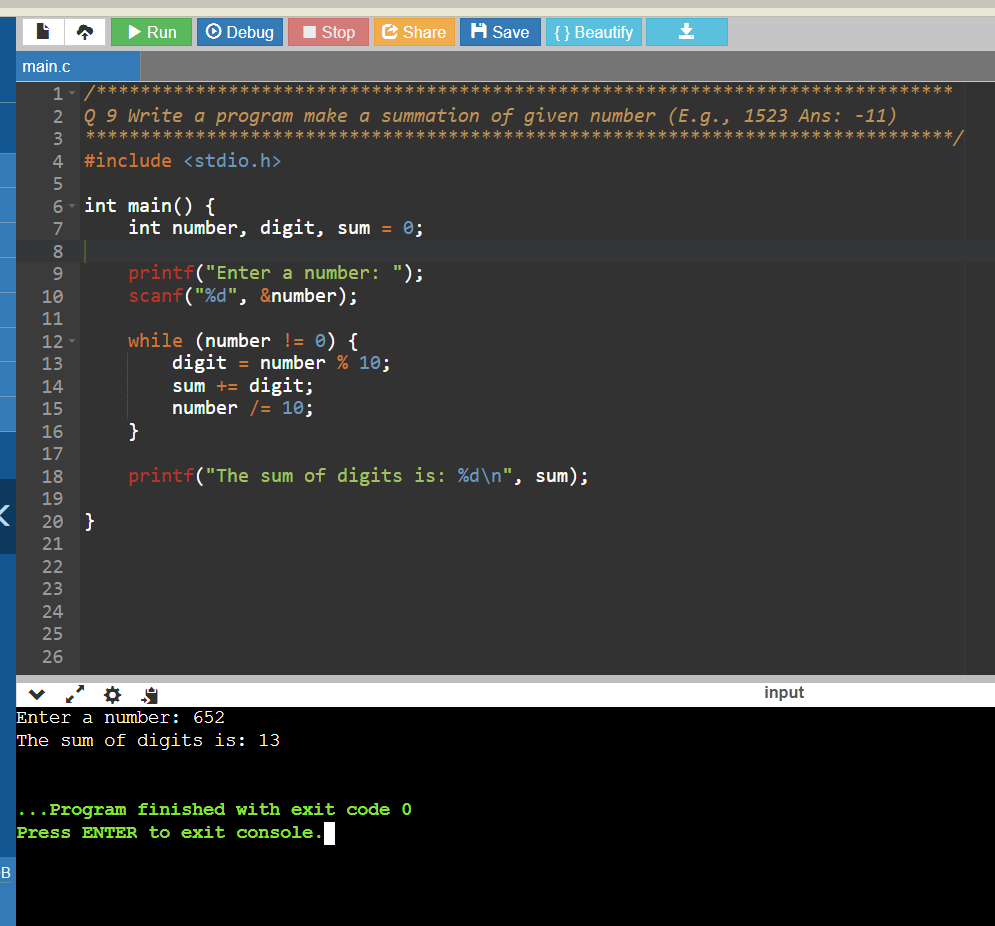 Run Debug Stop Share Save { } Beautify
main.c
1 /******************************************************************************
2 Q 9 Write a program make a summation of given number (E.g., 1523 Ans: -11)
3 *******************************************************************************/
4 #include <stdio.h>
5
6 int main() {
7 int number, digit, sum = 0;
8
9 printf("Enter a number: ");
10 scanf("%d", &number);
11
12 while (number != 0) {
13 digit = number % 10;
14 sum += digit;
15 number /= 10;
16 }
17
18 printf("The sum of digits is: %d\n", sum);
19
20 }
21
22
23
24
25
26
input
Enter a number: 652
The sum of digits is: 13
...Program finished with exit code 0
Press ENTER to exit console.
B